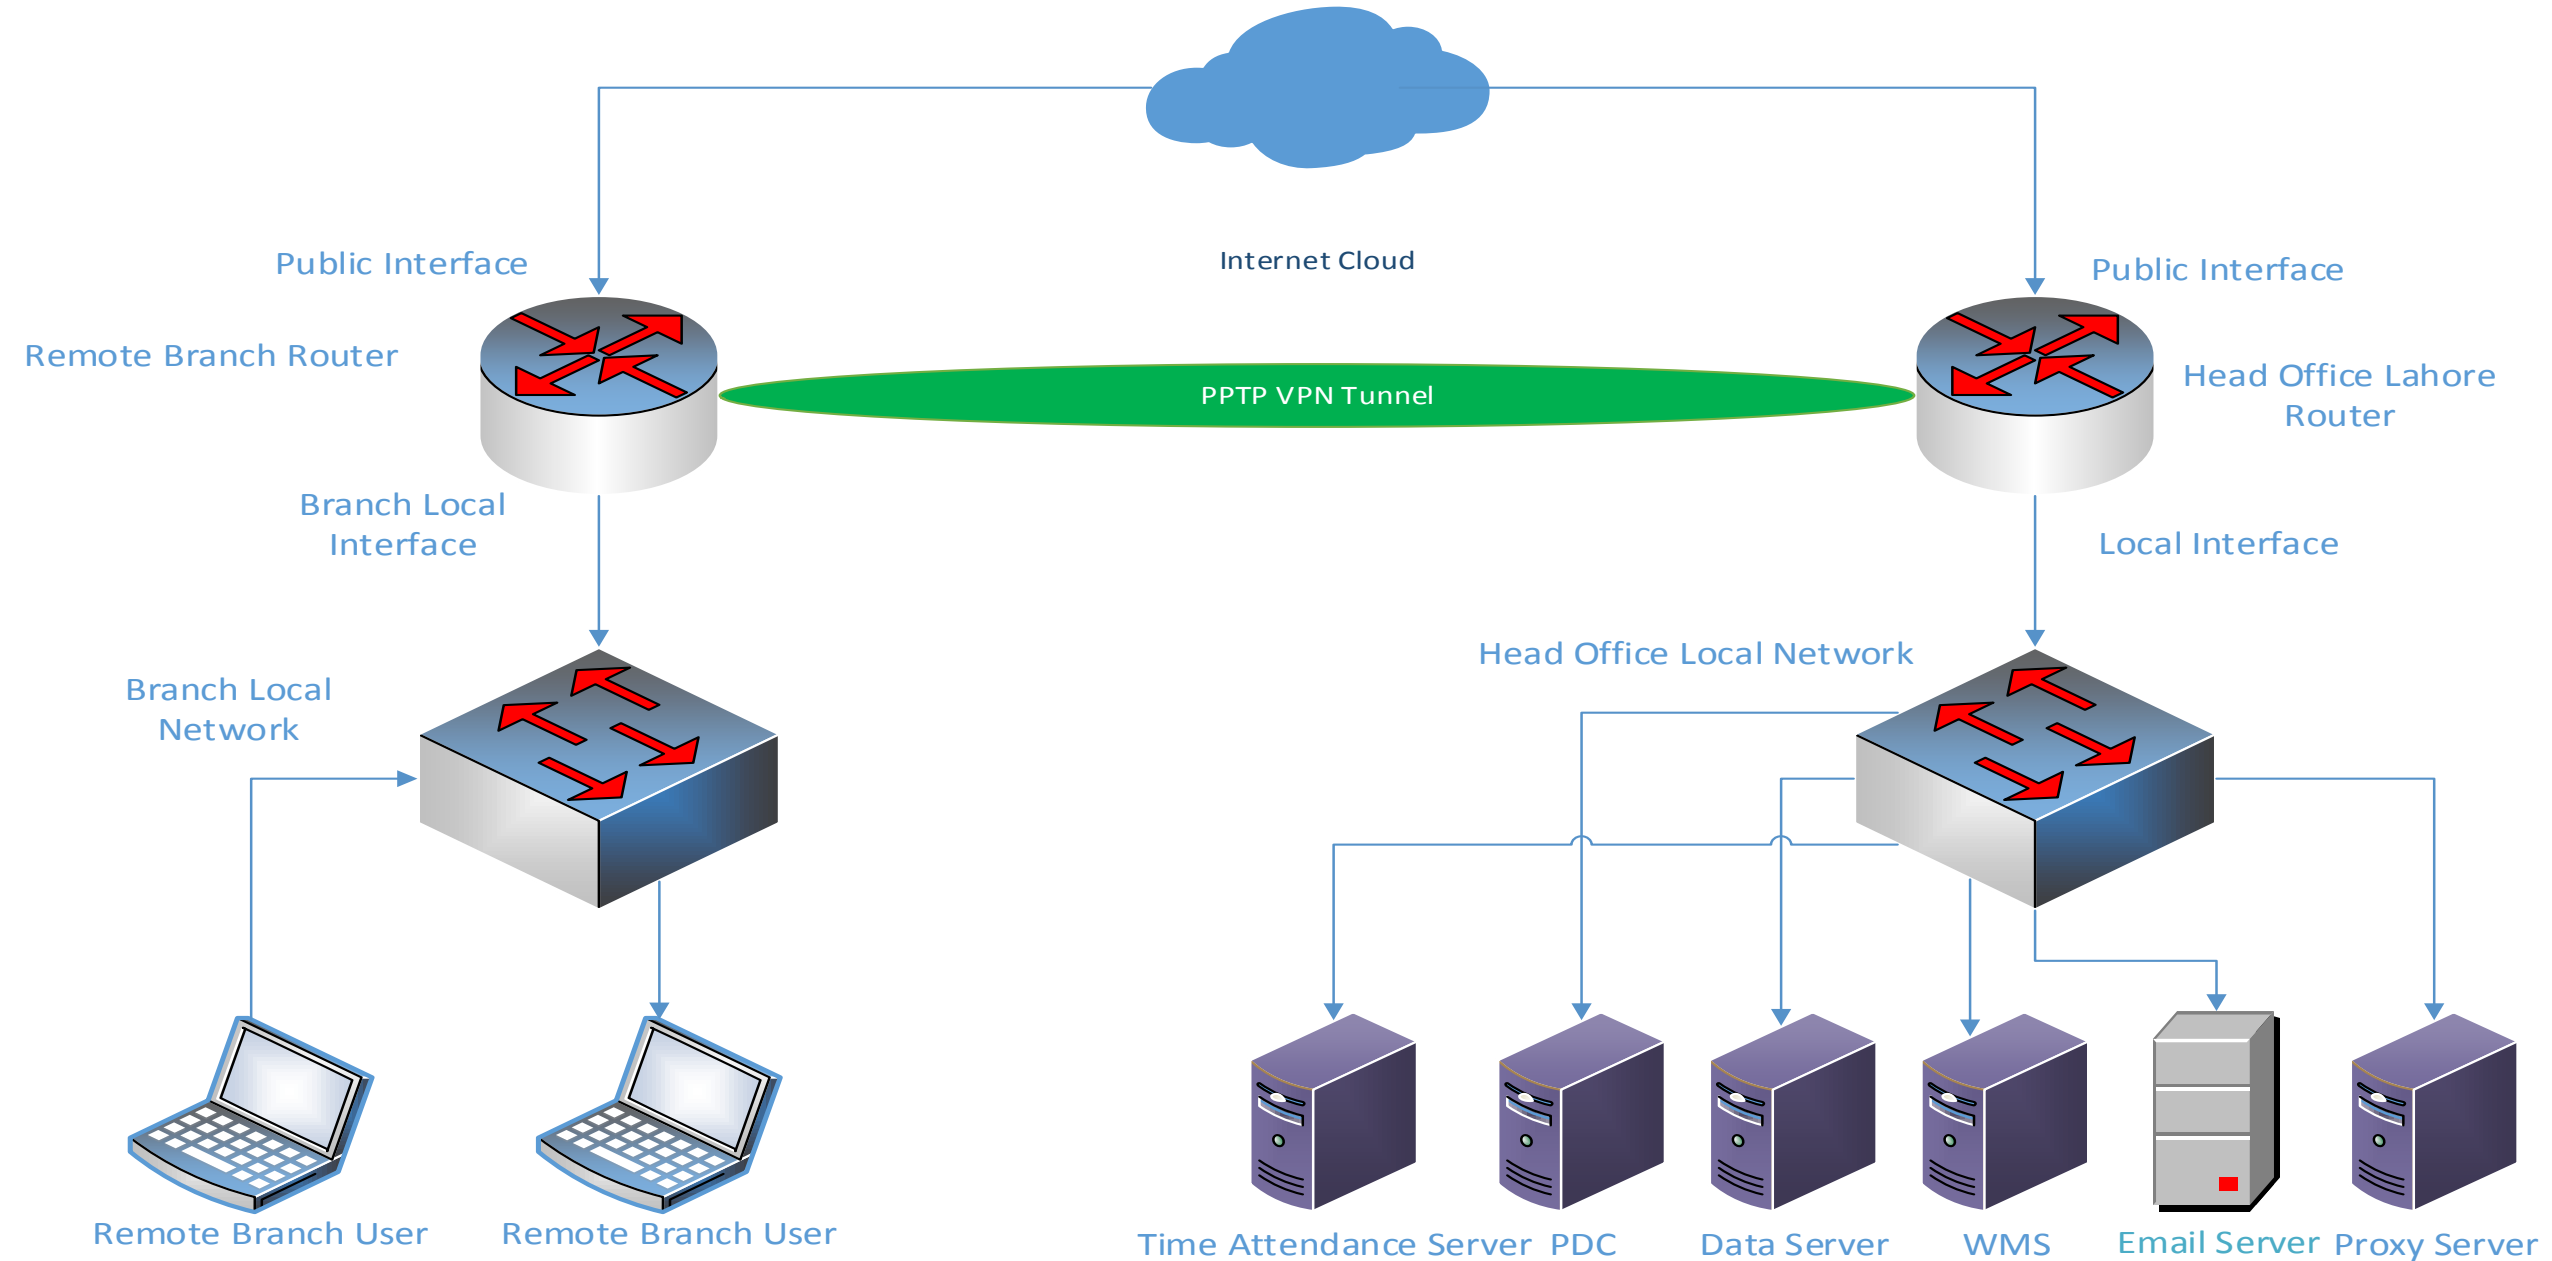 Public Interface
Internet Cloud
Public Interface
Remote Branch Router
PPTP VPN Tunnel
Head Office Lahore
Router
Branch Local
Interface
Local Interface
Head Office Local Network
Branch Local
Network
Remote Branch User
Remote Branch User
Time Attendance Server
PDC
Data Server
WMS
Email Server
Proxy Server